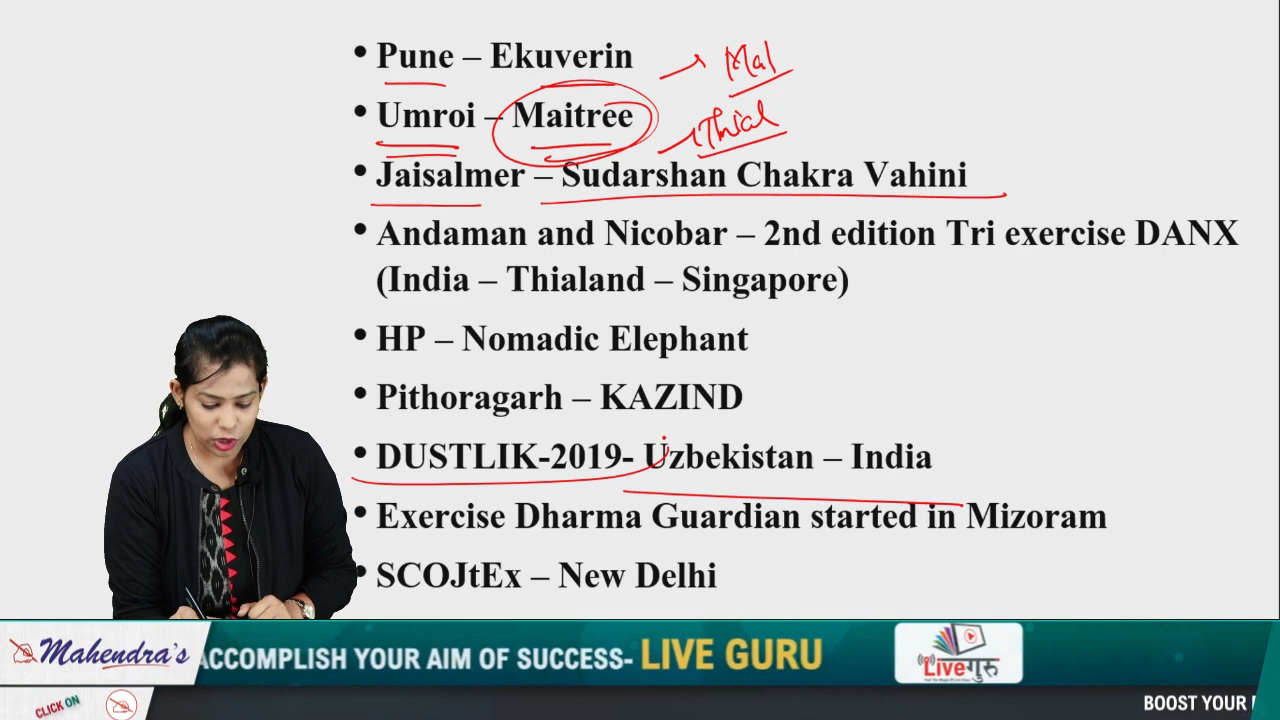 • Pune – Ekuverin
Mal
• Umroi – Maitree
Thial
• Jaisalmer – Sudarshan Chakra Vahini
• Andaman and Nicobar – 2nd edition Tri exercise DANX
(India – Thialand – Singapore)
• HP – Nomadic Elephant
• Pithoragarh – KAZIND
• DUSTLIK-2019- Uzbekistan – India
• Exercise Dharma Guardian started in Mizoram
• SCOJtEx – New Delhi
Mahendra's
ACCOMPLISH YOUR AIM OF SUCCESS- LIVE GURU
Liveगुरु
CLICK ON
BOOST YOUR